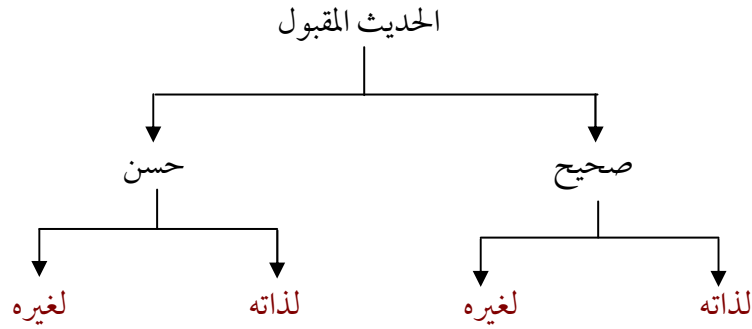 الحديث المقبول
صحيح حسن
لذاته لغيره لذاته لغيره